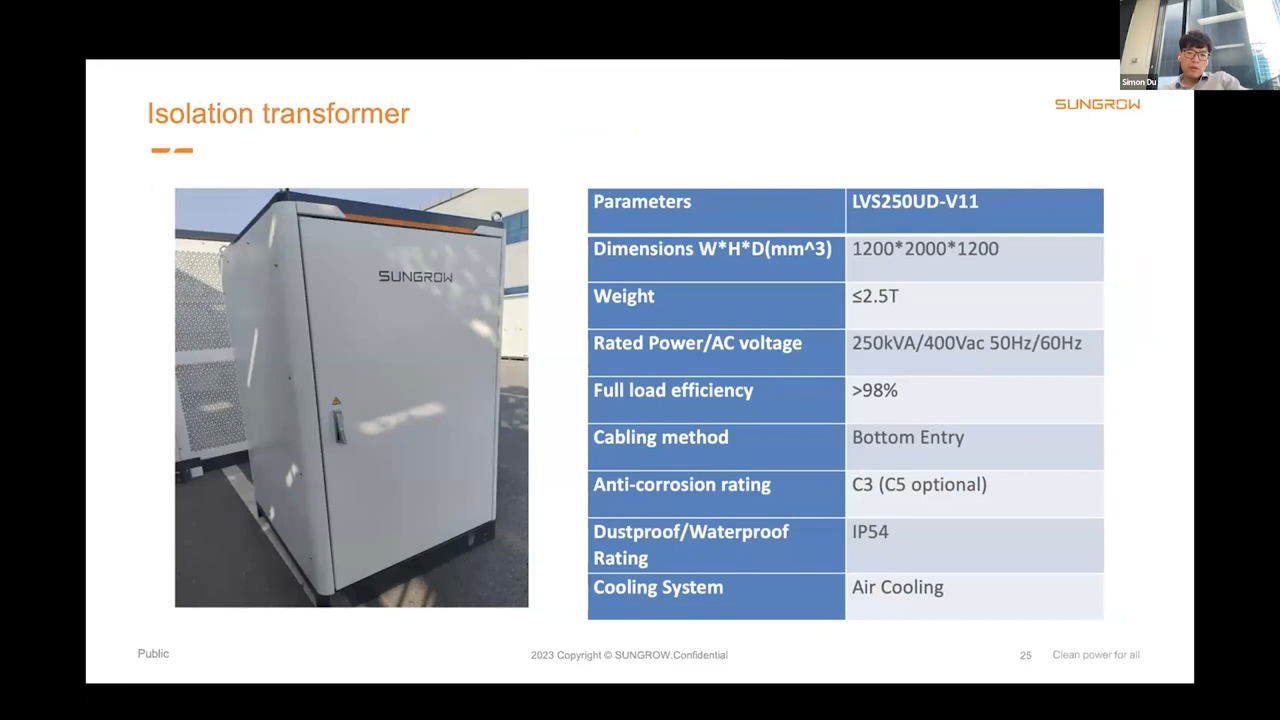 Simon Du
Isolation transformer
SUNGROW
SUNGROW
Parameters
LVS250UD-V11
Dimensions W*H*D(mm^3)
1200*2000*1200
Weight
≤2.5T
Rated Power/AC voltage
250kVA/400Vac 50Hz/60Hz
Full load efficiency
>98%
Cabling method
Bottom Entry
Anti-corrosion rating
C3 (C5 optional)
Dustproof/Waterproof
Rating
IP54
Cooling System
Air Cooling
Public
2023 Copyright © SUNGROW.Confidential
25
Clean power for all